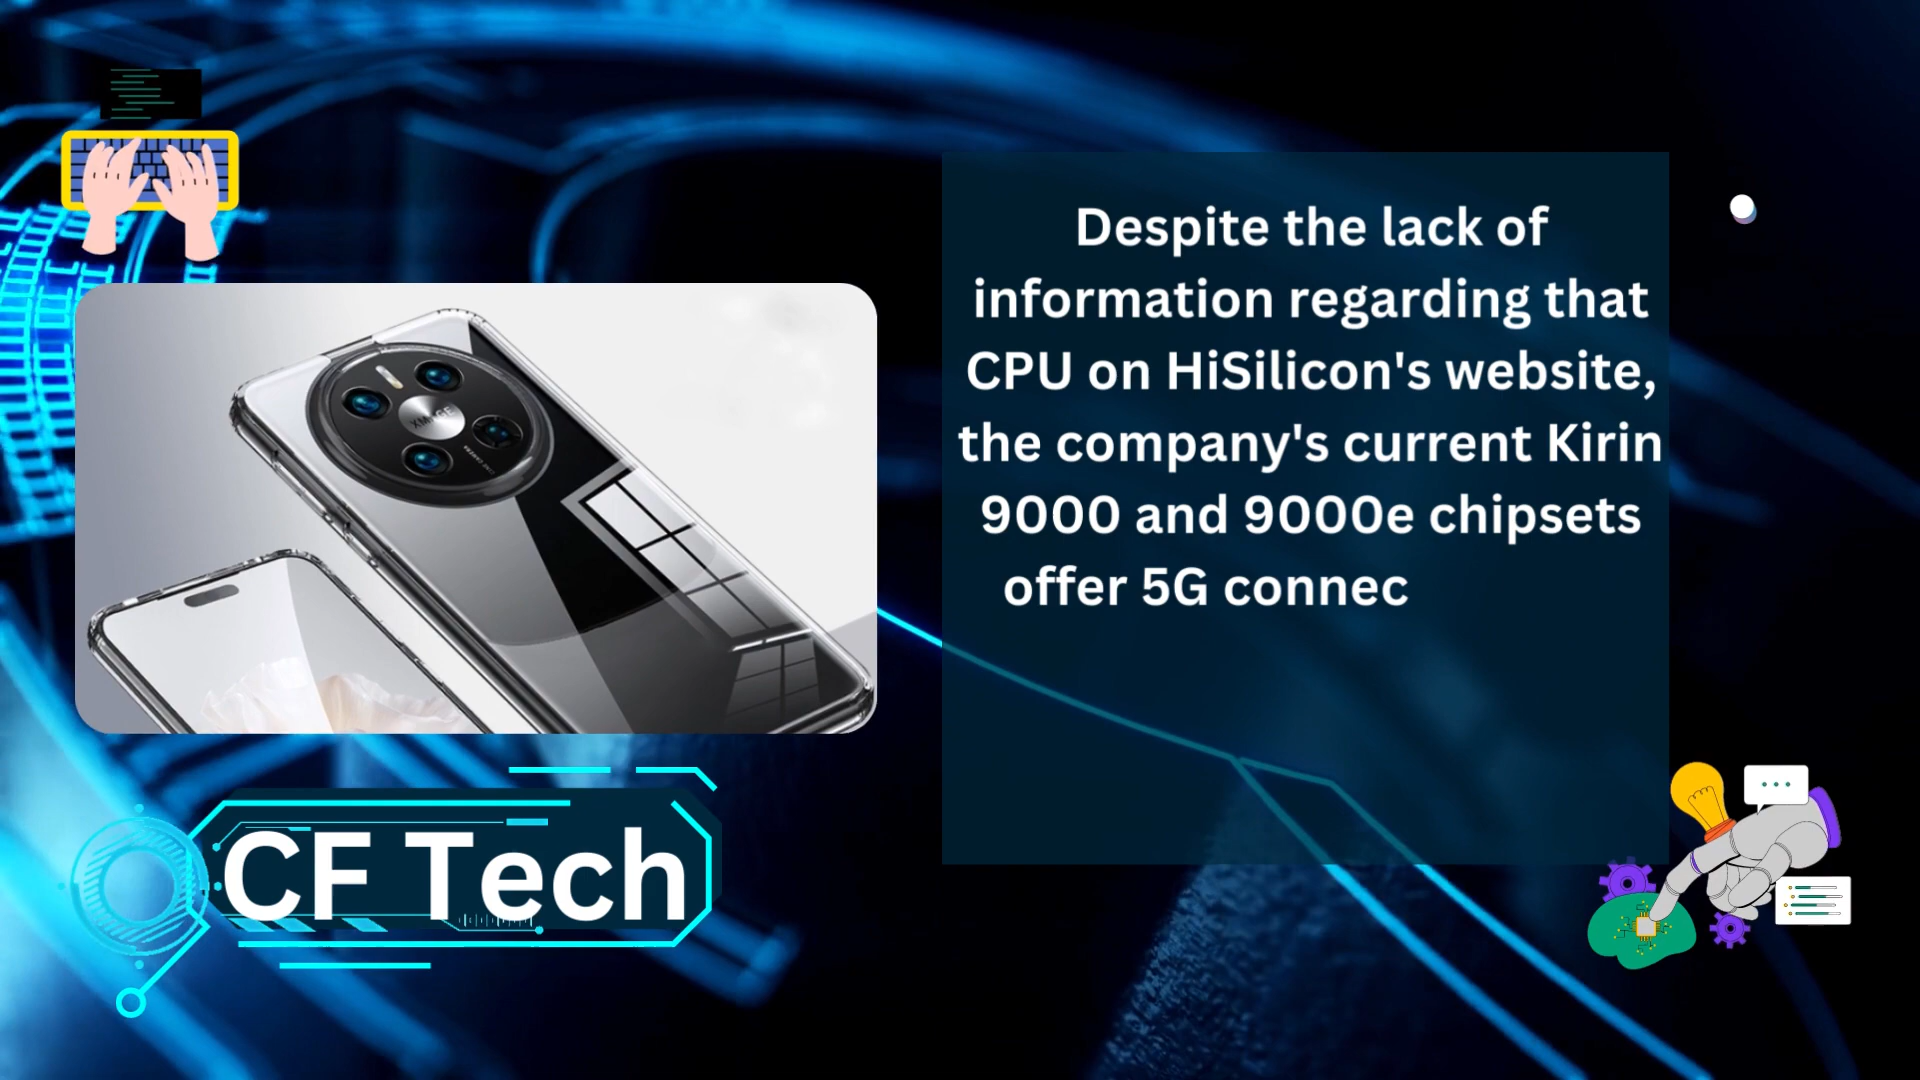 XMAGE
Despite the lack of
information regarding that
CPU on HiSilicon's website,
the company's current Kirin
9000 and 9000e chipsets
offer 5G connec
CF Tech